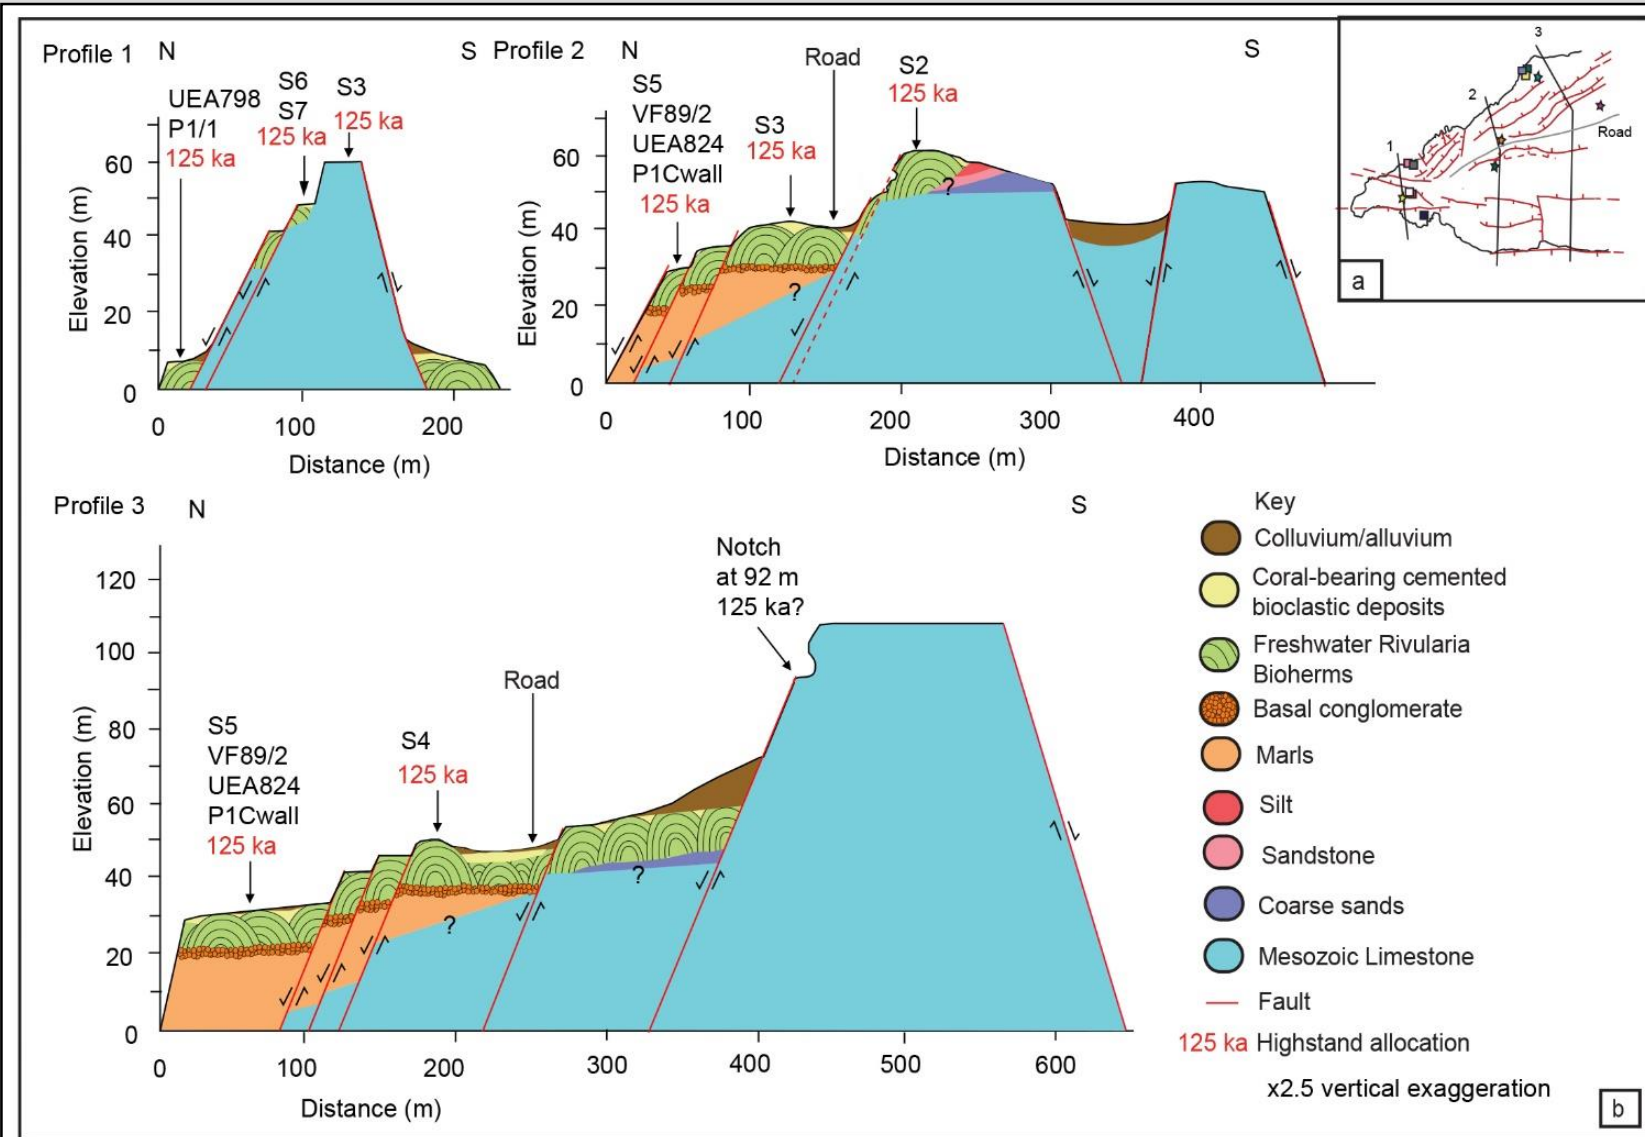 Profile 1
N
S
UEA798
P1/1
125 ka
S6
S7
125 ka
S3
125 ka
Elevation (m)
60
40
20
0
0
100
200
Distance (m)
Profile 2
N
S
S5
VF89/2
UEA824
P1Cwall
125 ka
S3
125 ka
Road
S2
125 ka
?
?
Elevation (m)
60
40
20
0
0
100
200
300
400
Distance (m)
1
2
3
Road
a
Profile 3
N
S
S5
VF89/2
UEA824
P1Cwall
125 ka
S4
125 ka
Road
Notch
at 92 m
125 ka?
?
?
Elevation (m)
120
100
80
60
40
20
0
0
100
200
300
400
500
600
Distance (m)
Key
Colluvium/alluvium
Coral-bearing cemented
bioclastic deposits
Freshwater Rivularia
Bioherms
Basal conglomerate
Marls
Silt
Sandstone
Coarse sands
Mesozoic Limestone
Fault
125 ka Highstand allocation
x2.5 vertical exaggeration
b